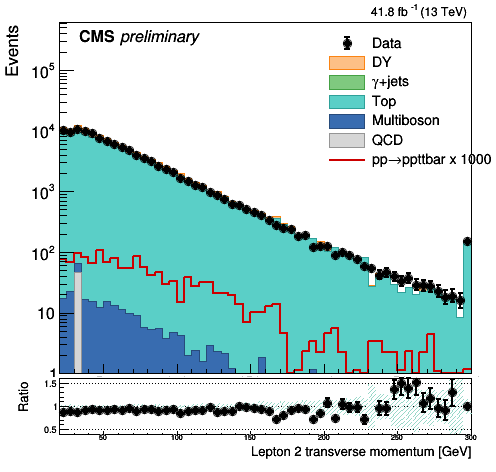 41.8 fb⁻¹ (13 TeV)
CMS preliminary
Events
Data
DY
γ+jets
Top
Multiboson
QCD
pp→ppttbar x 1000
10⁵
10⁴
10³
10²
10
1
Ratio
1.5
1
0.5
50 100 150 200 250 300
Lepton 2 transverse momentum [GeV]